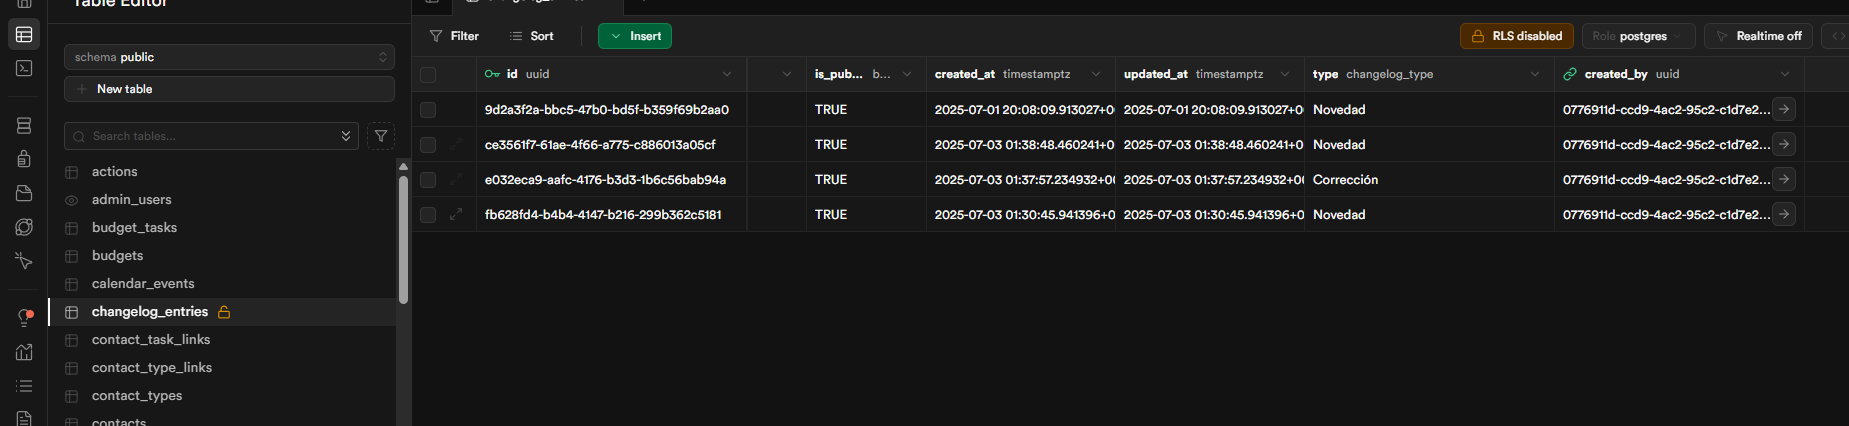 Table Editor
schema public
New table
Search tables...
actions
admin_users
budget_tasks
budgets
calendar_events
changelog_entries
contact_task_links
contact_type_links
contact_types
contacts
Filter
Sort
Insert
RLS disabled
Role postgres
Realtime off
id uuid
is_pub... b...
created_at timestamptz
updated_at timestamptz
type changelog_type
created_by uuid
9d2a3f2a-bbc5-47b0-bd5f-b359f69b2aa0 TRUE 2025-07-01 20:08:09.913027+0 2025-07-01 20:08:09.913027+0 Novedad 0776911d-ccd9-4ac2-95c2-c1d7e2...
ce3561f7-61ae-4f66-a775-c886013a05cf TRUE 2025-07-03 01:38:48.460241+0 2025-07-03 01:38:48.460241+0 Novedad 0776911d-ccd9-4ac2-95c2-c1d7e2...
e032eca9-aafc-4176-b3d3-1b6c56bab94a TRUE 2025-07-03 01:37:57.234932+0 2025-07-03 01:37:57.234932+0 Corrección 0776911d-ccd9-4ac2-95c2-c1d7e2...
fb628fd4-b4b4-4147-b216-299b362c5181 TRUE 2025-07-03 01:30:45.941396+0 2025-07-03 01:30:45.941396+0 Novedad 0776911d-ccd9-4ac2-95c2-c1d7e2...